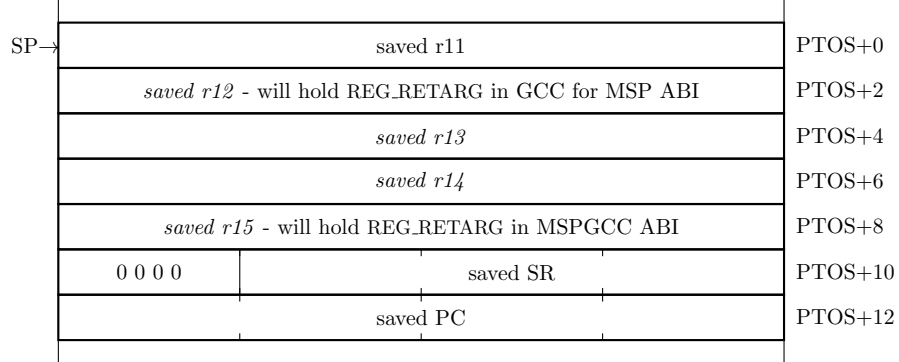 SP→ saved r11 PTOS+0
saved r12 - will hold REG_RETARG in GCC for MSP ABI PTOS+2
saved r13 PTOS+4
saved r14 PTOS+6
saved r15 - will hold REG_RETARG in MSPGCC ABI PTOS+8
0 0 0 0 saved SR PTOS+10
saved PC PTOS+12